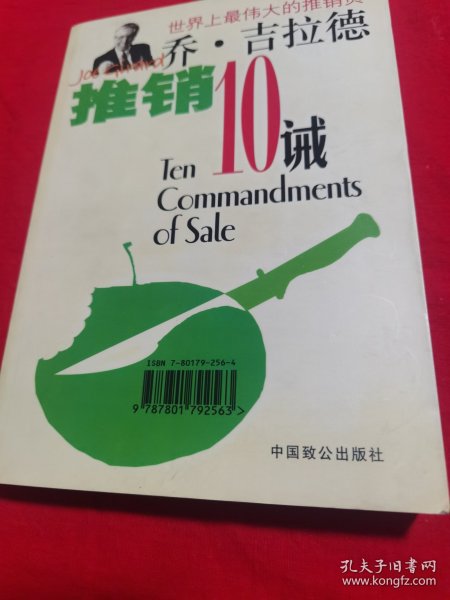 世界上最伟大的推销员
Joe Girard
乔·吉拉德
推销10诫
Ten
Commandments
of Sale
ISBN 7-80179-256-4
9 787801 792563>
中国致公出版社
孔夫子旧书网
www.kongfz.com